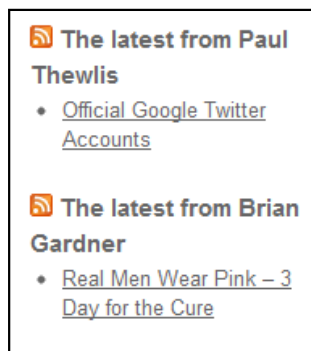 The latest from Paul
Thewlis
• Official Google Twitter
Accounts
The latest from Brian
Gardner
• Real Men Wear Pink – 3
Day for the Cure